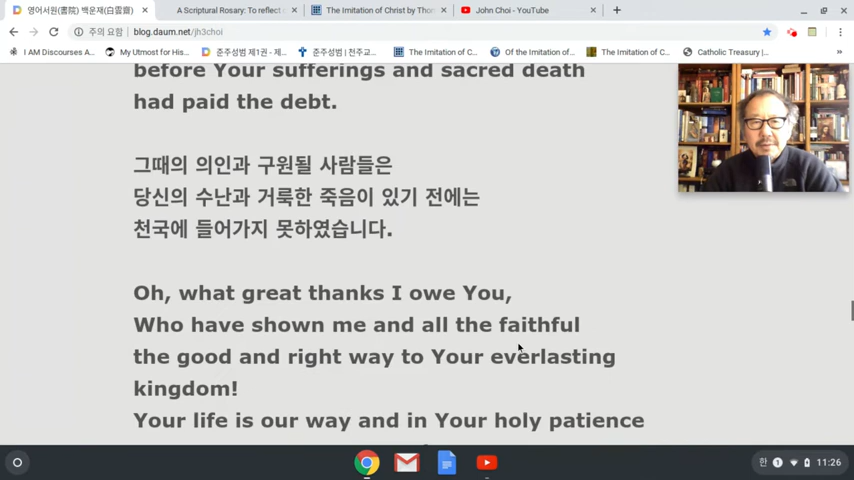 영어서원(書院) 백운재(白雲齋)
A Scriptural Rosary: To reflect
The Imitation of Christ by Thor
John Choi - YouTube
주의 요함
blog.daum.net/jh3choi
I AM Discourses A...
My Utmost for His...
준주성범 제1권 - 제...
준주성범 | 천주교...
The Imitation of C...
Of the Imitation of...
The Imitation of C...
Catholic Treasury |...
before Your sufferings and sacred death
had paid the debt.
그때의 의인과 구원될 사람들은
당신의 수난과 거룩한 죽음이 있기 전에는
천국에 들어가지 못하였습니다.
Oh, what great thanks I owe You,
Who have shown me and all the faithful
the good and right way to Your everlasting
kingdom!
Your life is our way and in Your holy patience
한
1
11:26